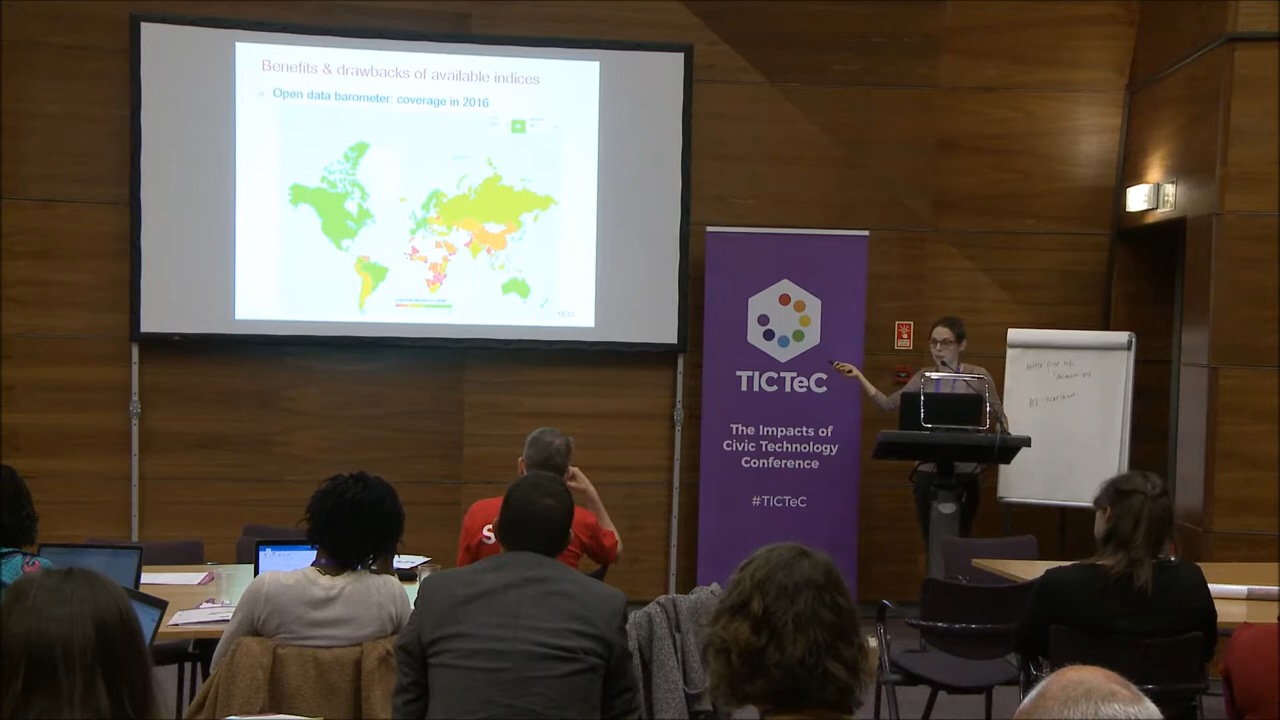 Benefits & drawbacks of available indices
Open data barometer: coverage in 2016
TICTeC
The Impacts of
Civic Technology
Conference
#TICTeC
S